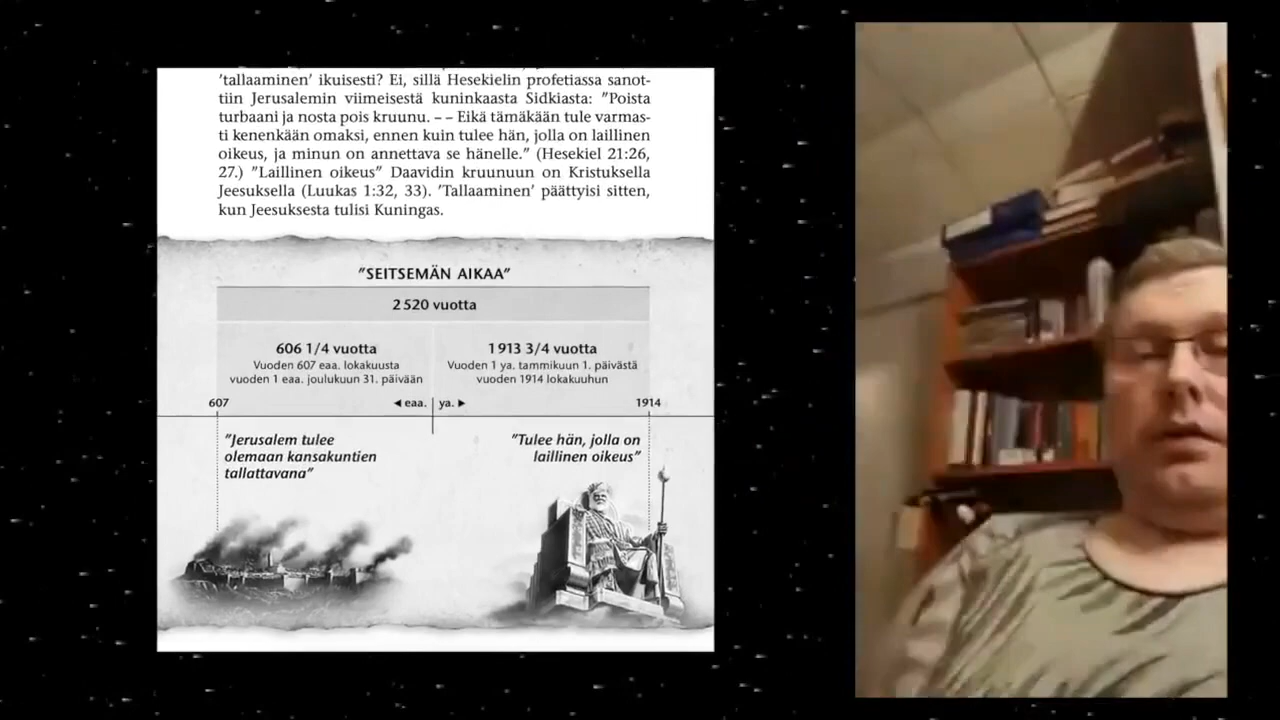 'tallaaminen' ikuisesti? Ei, sillä Hesekielin profetiassa sanot-
tiin Jerusalemin viimeisestä kuninkaasta Sidkiasta: "Poista
turbaani ja nosta pois kruunu. – – Eikä tämäkään tule varmas-
ti kenenkään omaksi, ennen kuin tulee hän, jolla on laillinen
oikeus, ja minun on annettava se hänelle." (Hesekiel 21:26,
27.) "Laillinen oikeus" Daavidin kruunuun on Kristuksella
Jeesuksella (Luukas 1:32, 33). 'Tallaaminen' päättyisi sitten,
kun Jeesuksesta tulisi Kuningas.
"SEITSEMÄN AIKAA"
2 520 vuotta
606 1/4 vuotta
Vuoden 607 eaa. lokakuusta
vuoden 1 eaa. joulukuun 31. päivään
1 913 3/4 vuotta
Vuoden 1 ya. tammikuun 1. päivästä
vuoden 1914 lokakuuhun
607 ◄ eaa. ya. ► 1914
"Jerusalem tulee
olemaan kansakuntien
tallattavana"
"Tulee hän, jolla on
laillinen oikeus"